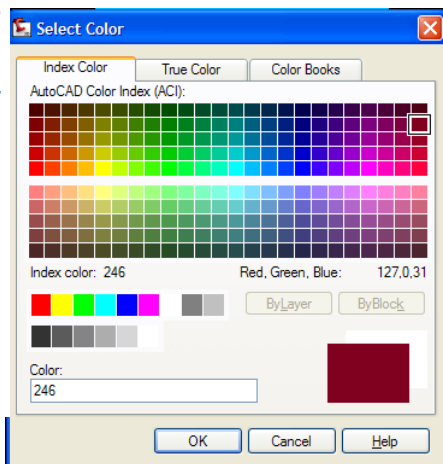 Select Color
Index Color True Color Color Books
AutoCAD Color Index (ACI):
Index color: 246 Red, Green, Blue: 127,0,31
ByLayer ByBlock
Color:
246
OK Cancel Help